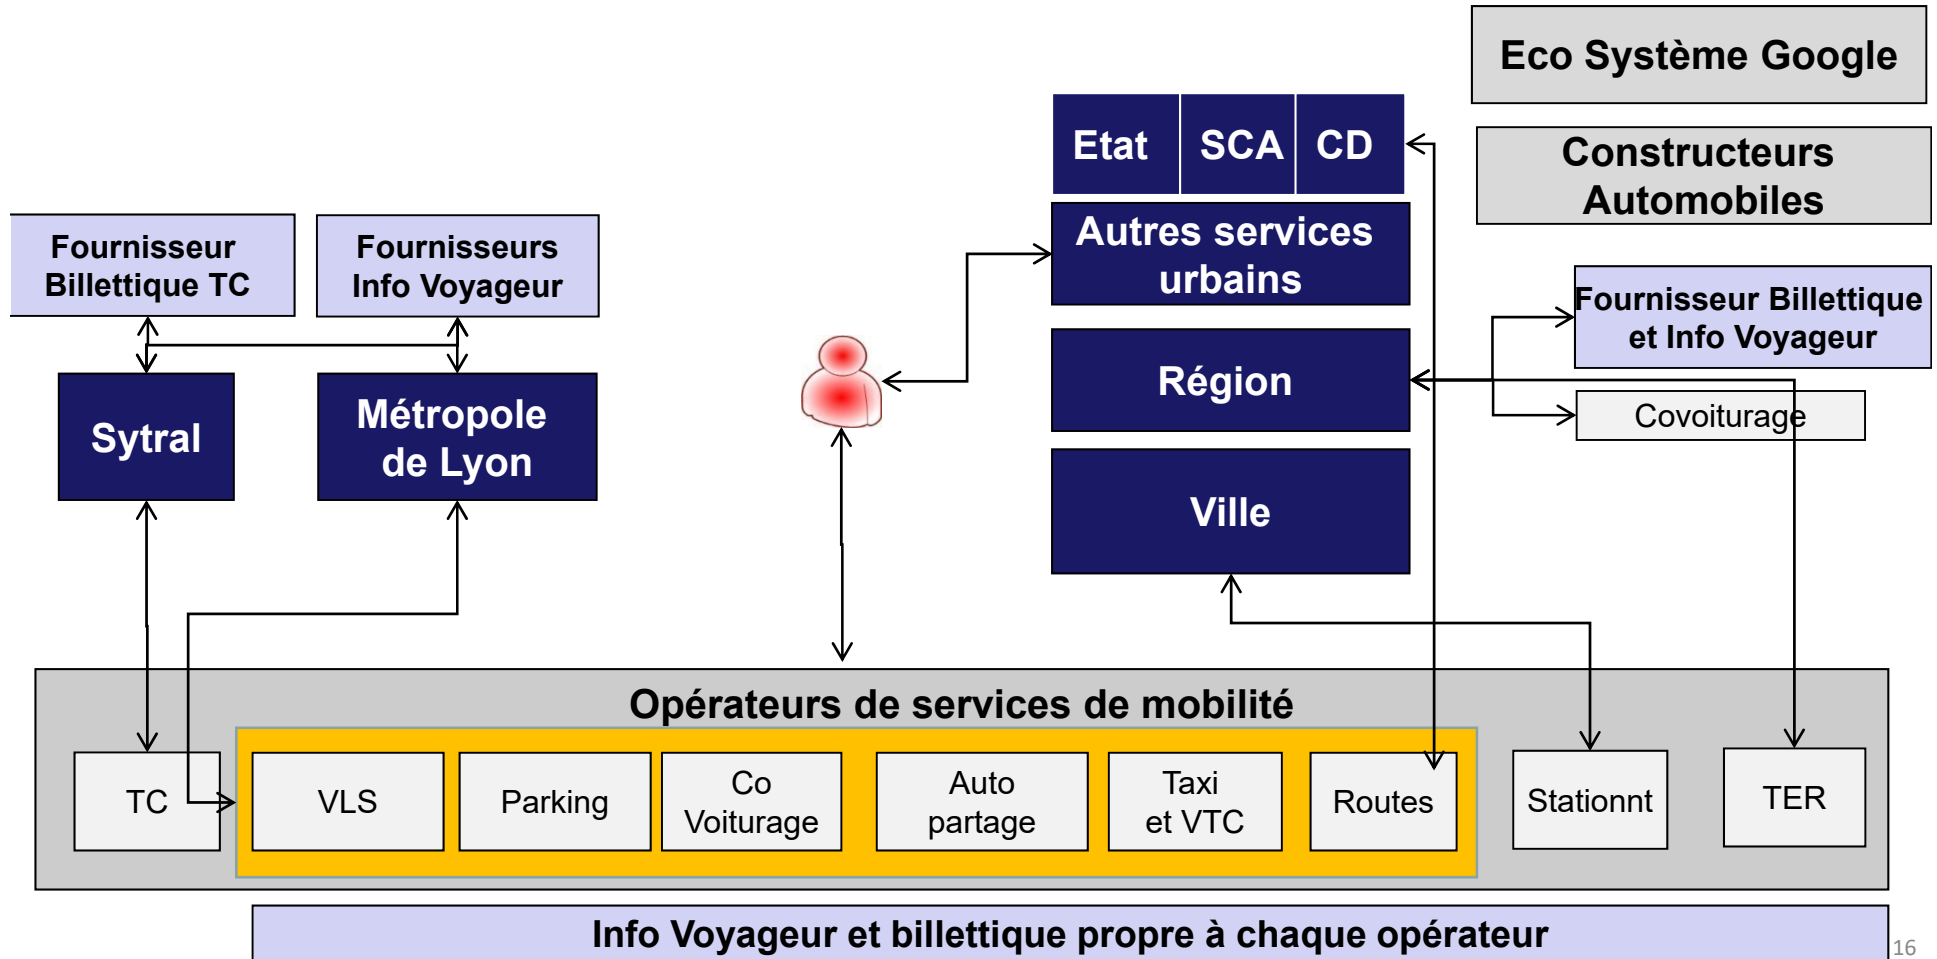 Eco Système Google
Constructeurs
Automobiles
Etat SCA CD
Autres services
urbains
Fournisseur
Billettique TC
Fournisseurs
Info Voyageur
Fournisseur Billettique
et Info Voyageur
Région
Covoiturage
Sytral
Métropole
de Lyon
Ville
Opérateurs de services de mobilité
TC
VLS
Parking
Co
Voiturage
Auto
partage
Taxi
et VTC
Routes
Stationnt
TER
Info Voyageur et billettique propre à chaque opérateur
16